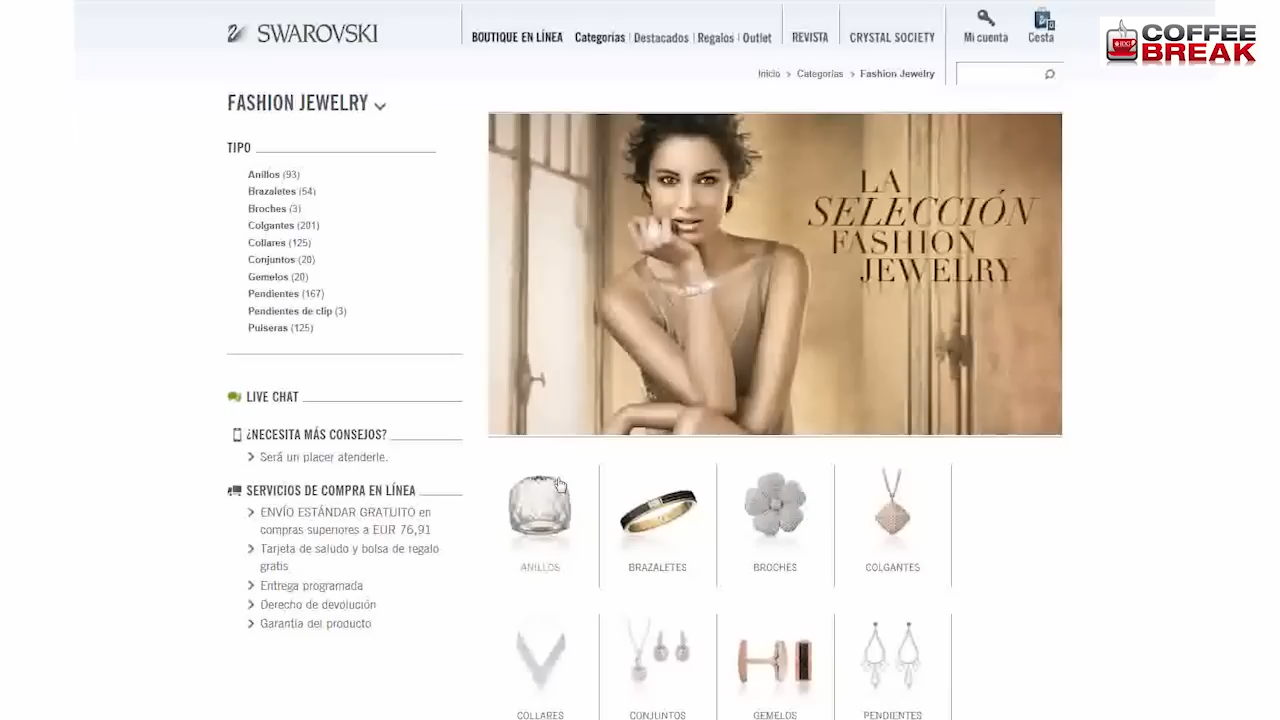 SWAROVSKI
BOUTIQUE EN LÍNEA Categorías Destacados Regalos Outlet REVISTA CRYSTAL SOCIETY Mi cuenta Cesta
COFFEE
BREAK
Inicio > Categorías > Fashion Jewelry
FASHION JEWELRY
TIPO
Anillos (93)
Brazaletes (54)
Broches (3)
Colgantes (201)
Collares (125)
Conjuntos (20)
Gemelos (20)
Pendientes (167)
Pendientes de clip (3)
Pulseras (125)
LA
SELECCIÓN
FASHION
JEWELRY
LIVE CHAT
¿NECESITA MÁS CONSEJOS?
Será un placer atenderle.
SERVICIOS DE COMPRA EN LÍNEA
ENVÍO ESTÁNDAR GRATUITO en
compras superiores a EUR 76,91
Tarjeta de saludo y bolsa de regalo
gratis
Entrega programada
Derecho de devolución
Garantía del producto
ANILLOS BRAZALETES BROCHES COLGANTES
COLLARES CONJUNTOS GEMELOS PENDIENTES